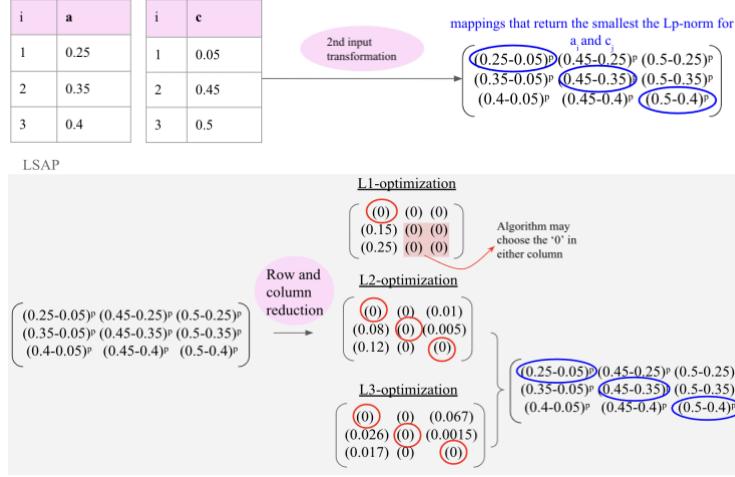 i a
1 0.25
2 0.35
3 0.4
i c
1 0.05
2 0.45
3 0.5
2nd input
transformation
mappings that return the smallest the Lp-norm for
aᵢ and cⱼ
(0.25-0.05)ᵖ (0.45-0.25)ᵖ (0.5-0.25)ᵖ
(0.35-0.05)ᵖ (0.45-0.35)ᵖ (0.5-0.35)ᵖ
(0.4-0.05)ᵖ (0.45-0.4)ᵖ (0.5-0.4)ᵖ
LSAP
(0.25-0.05)ᵖ (0.45-0.25)ᵖ (0.5-0.25)ᵖ
(0.35-0.05)ᵖ (0.45-0.35)ᵖ (0.5-0.35)ᵖ
(0.4-0.05)ᵖ (0.45-0.4)ᵖ (0.5-0.4)ᵖ
Row and
column
reduction
L1-optimization
(0) (0) (0)
(0.15) (0) (0)
(0.25) (0) (0)
Algorithm may
choose the ‘0’ in
either column
L2-optimization
(0) (0) (0.01)
(0.08) (0) (0.005)
(0.12) (0) (0)
L3-optimization
(0) (0) (0.067)
(0.026) (0) (0.0015)
(0.017) (0) (0)
(0.25-0.05)ᵖ (0.45-0.25)ᵖ (0.5-0.25)
(0.35-0.05)ᵖ (0.45-0.35)ᵖ (0.5-0.35)
(0.4-0.05)ᵖ (0.45-0.4)ᵖ (0.5-0.4)ᵖ